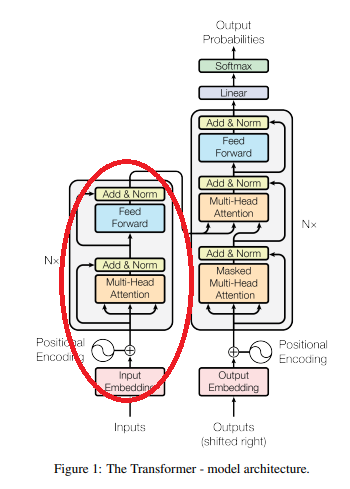 Output
Probabilities
Softmax
Linear
Add & Norm
Feed
Forward
Add & Norm
Multi-Head
Attention
Add & Norm
Masked
Multi-Head
Attention
Nx
Positional
Encoding
Output
Embedding
Outputs
(shifted right)
Add & Norm
Feed
Forward
Add & Norm
Multi-Head
Attention
N×
Positional
Encoding
Input
Embedding
Inputs
Figure 1: The Transformer - model architecture.